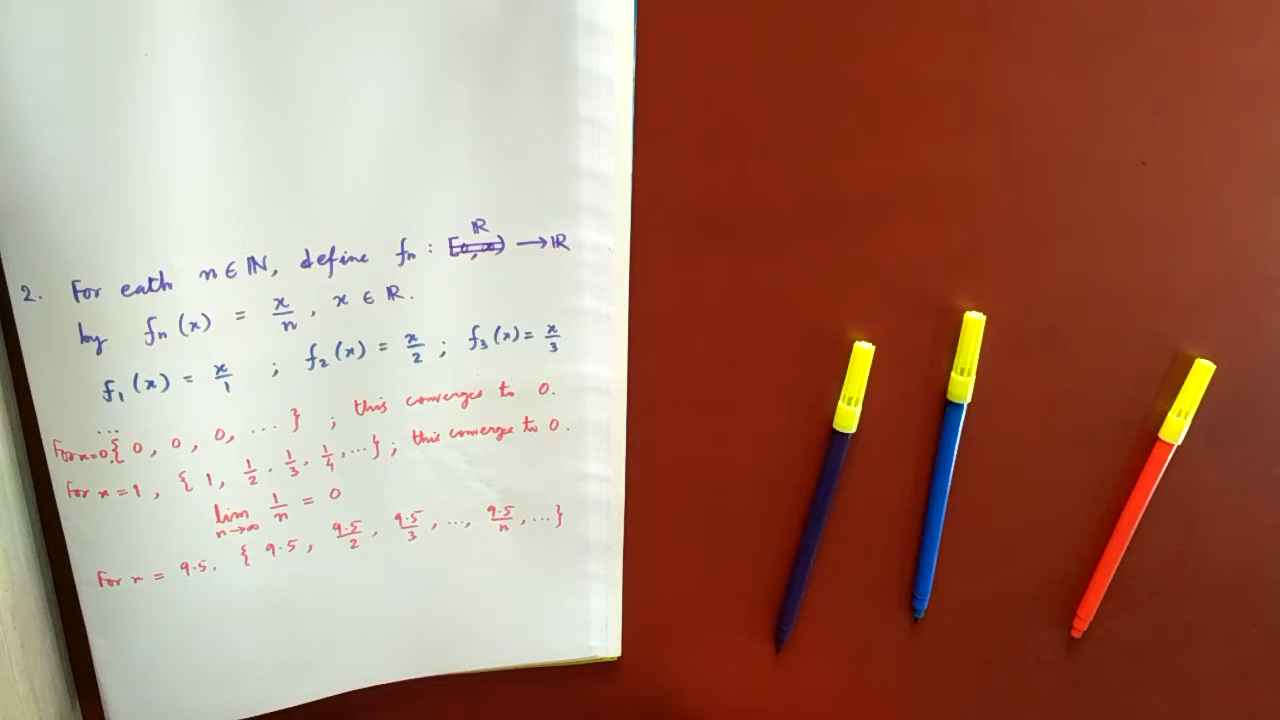 2. For each n ∈ ℕ, define fn : [0, ∞) ℝ → ℝ
by fn(x) = x/n, x ∈ ℝ.
f1(x) = x/1 ; f2(x) = x/2 ; f3(x) = x/3
...
For x=0, { 0, 0, 0, ... } ; this converges to 0.
For x = 1, { 1, 1/2, 1/3, 1/4, ... } ; this converges to 0.
lim n→∞ 1/n = 0
For x = 9.5. { 9.5, 9.5/2, 9.5/3, ..., 9.5/n, ... }